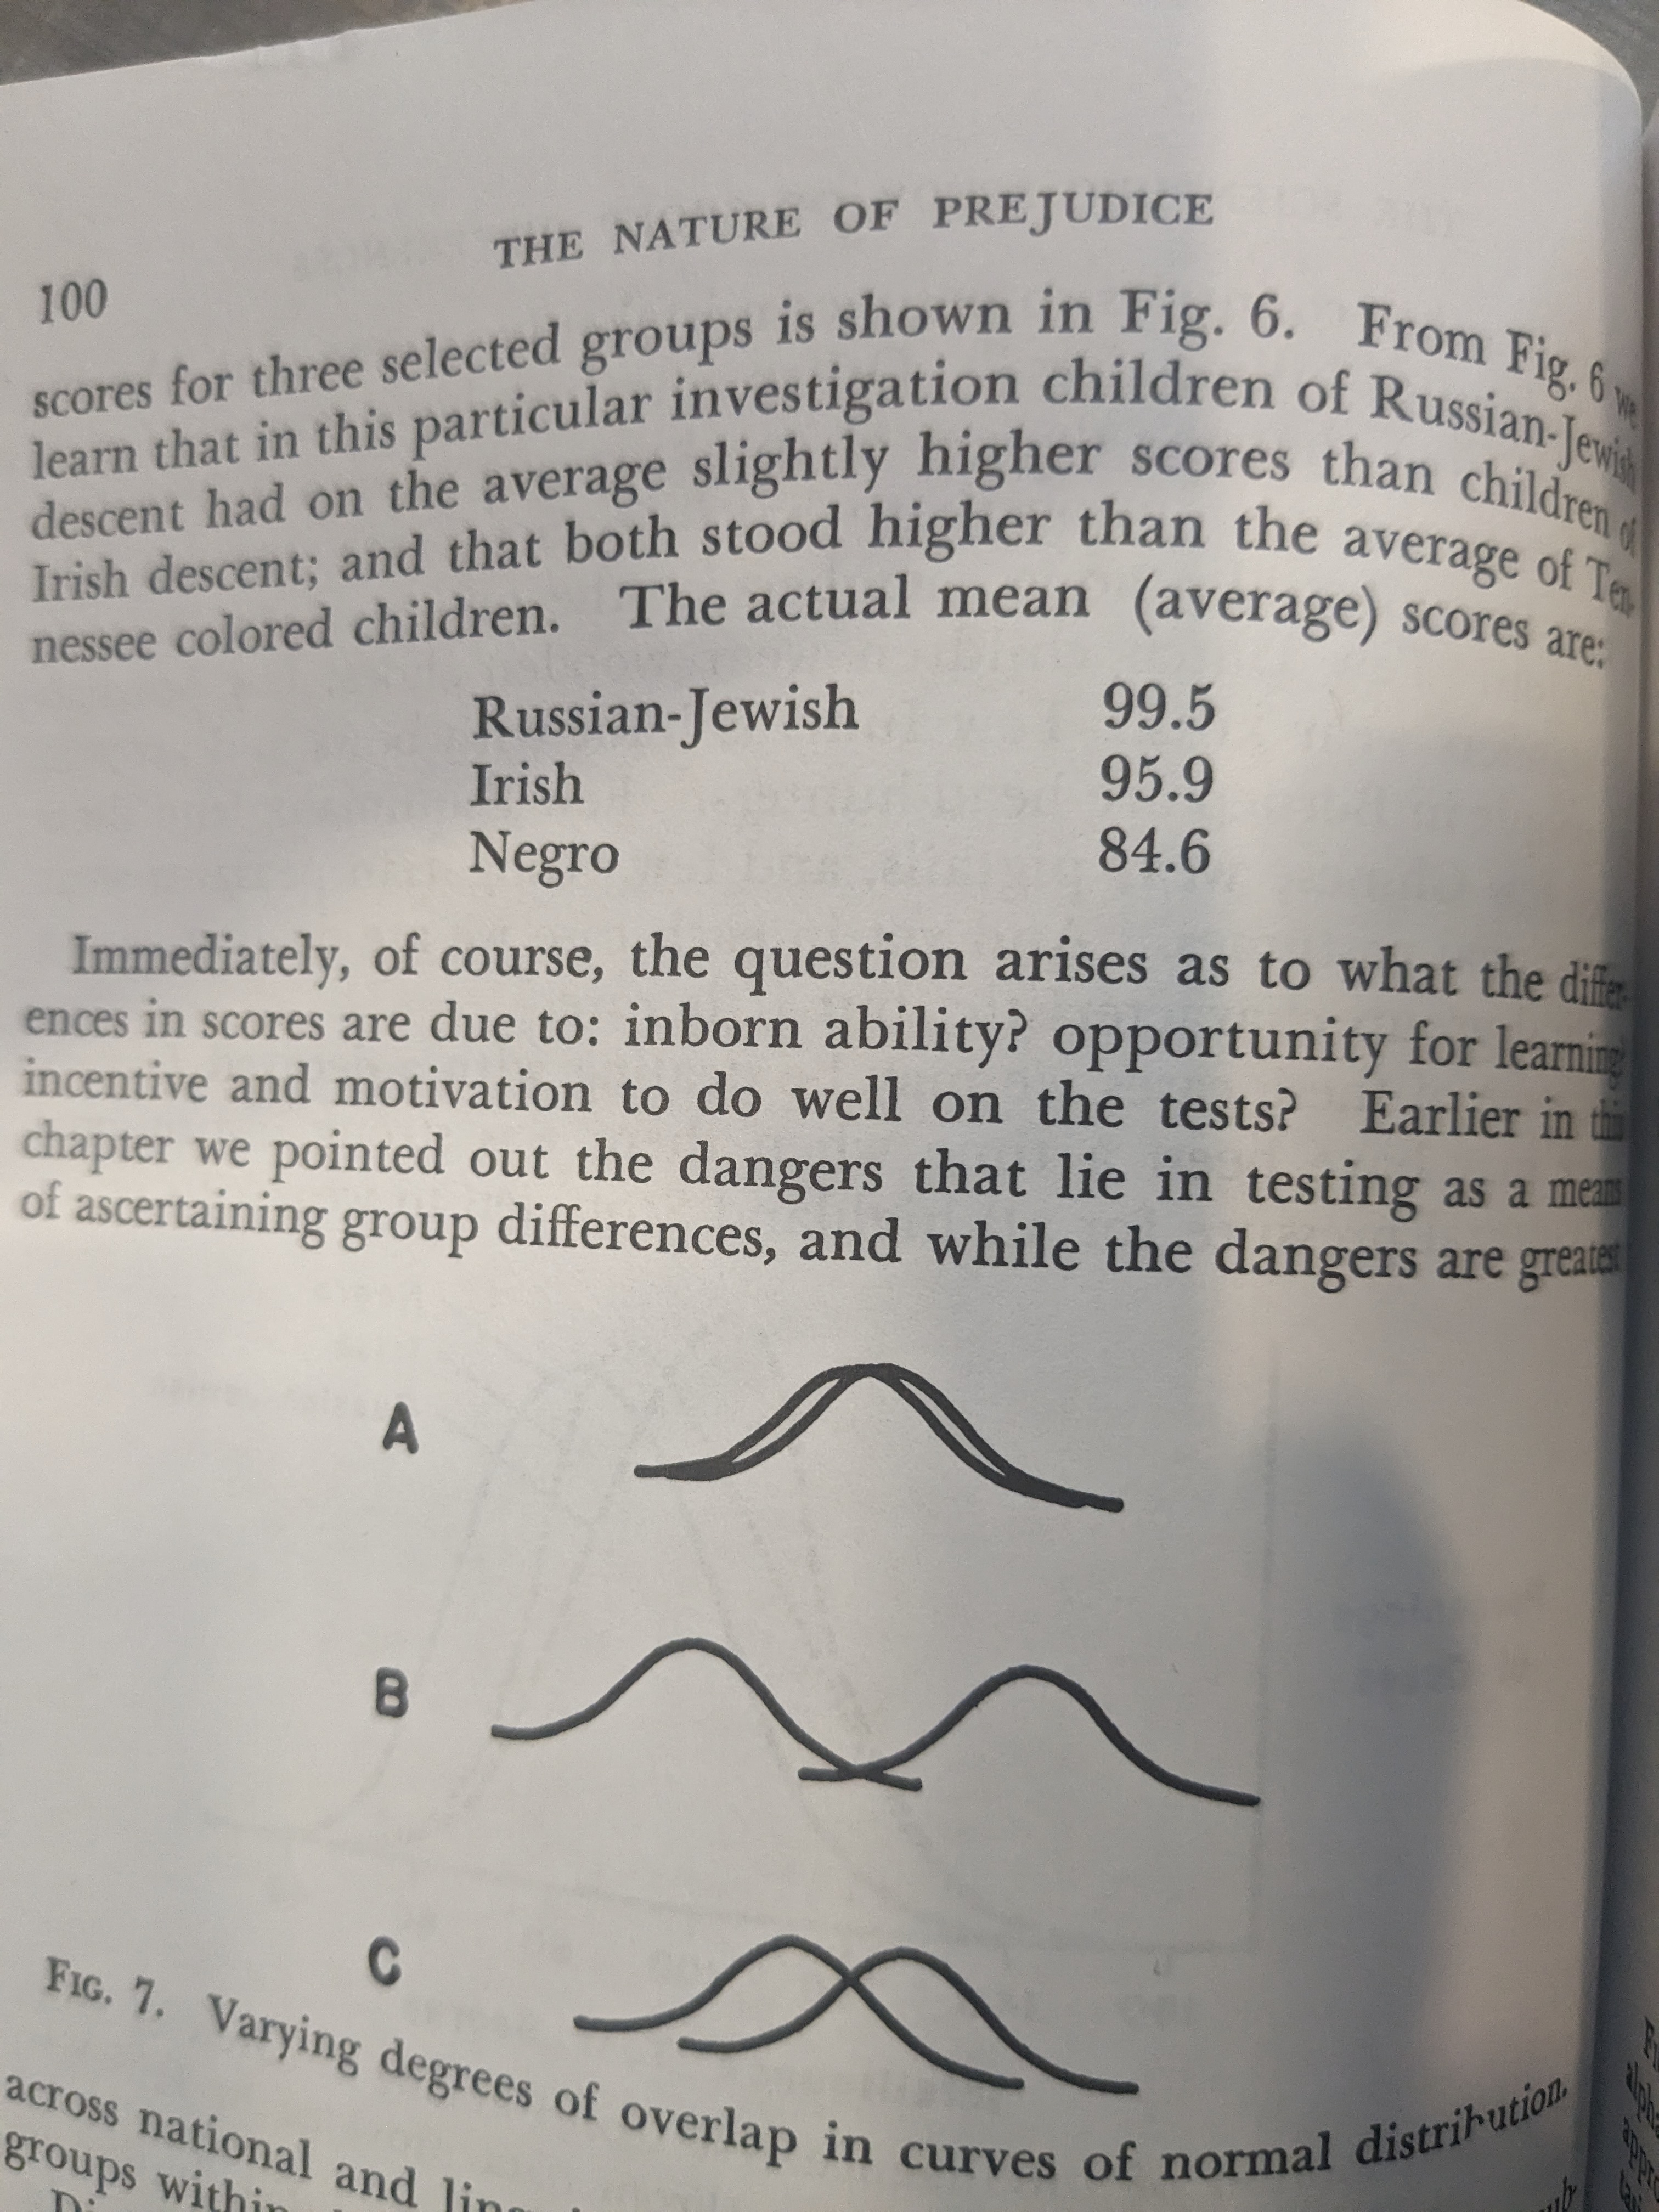 THE NATURE OF PREJUDICE
100
scores for three selected groups is shown in Fig. 6. From Fig. 6 we
learn that in this particular investigation children of Russian-Jewish
descent had on the average slightly higher scores than children of
Irish descent; and that both stood higher than the average of Ten-
nessee colored children. The actual mean (average) scores are:
Russian-Jewish 99.5
Irish 95.9
Negro 84.6
Immediately, of course, the question arises as to what the differ-
ences in scores are due to: inborn ability? opportunity for learning
incentive and motivation to do well on the tests? Earlier in this
chapter we pointed out the dangers that lie in testing as a means
of ascertaining group differences, and while the dangers are greatest
A
B
C
FIG. 7. Varying degrees of overlap in curves of normal distribution.
across national and
groups within